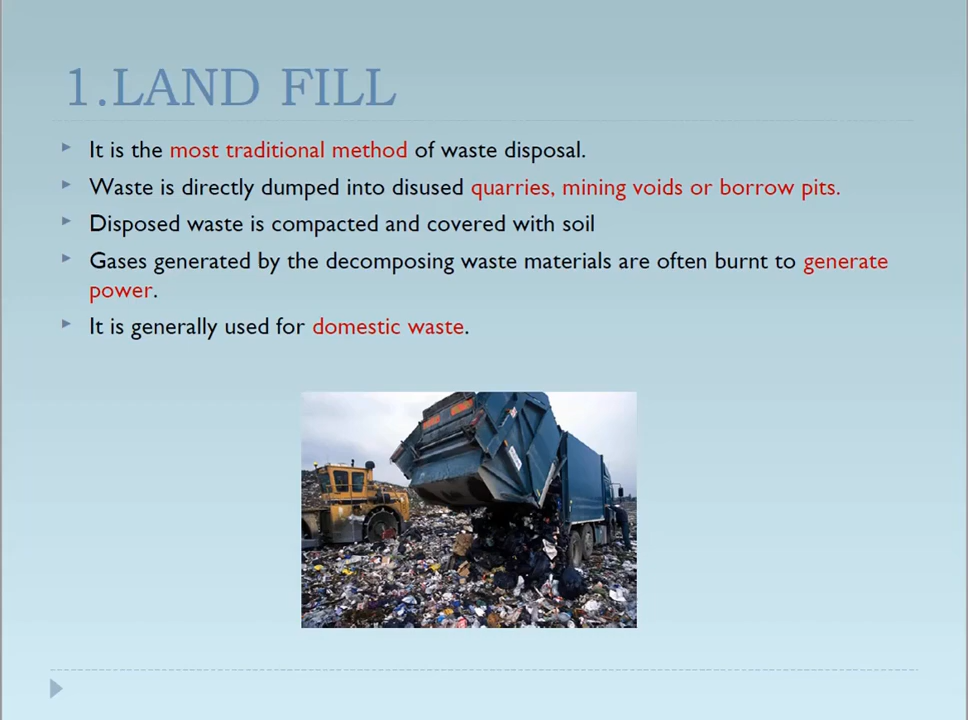 1.LAND FILL
It is the most traditional method of waste disposal.
Waste is directly dumped into disused quarries, mining voids or borrow pits.
Disposed waste is compacted and covered with soil
Gases generated by the decomposing waste materials are often burnt to generate
power.
It is generally used for domestic waste.